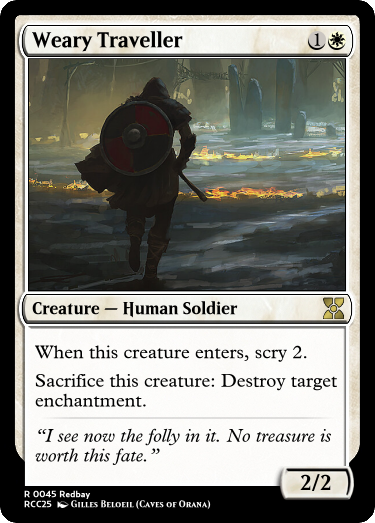 Weary Traveller 1
Creature — Human Soldier
When this creature enters, scry 2.
Sacrifice this creature: Destroy target
enchantment.
“I see now the folly in it. No treasure is
worth this fate.”
2/2
R 0045 Redbay
RCC25 Gilles Beloeil (Caves of Orana)